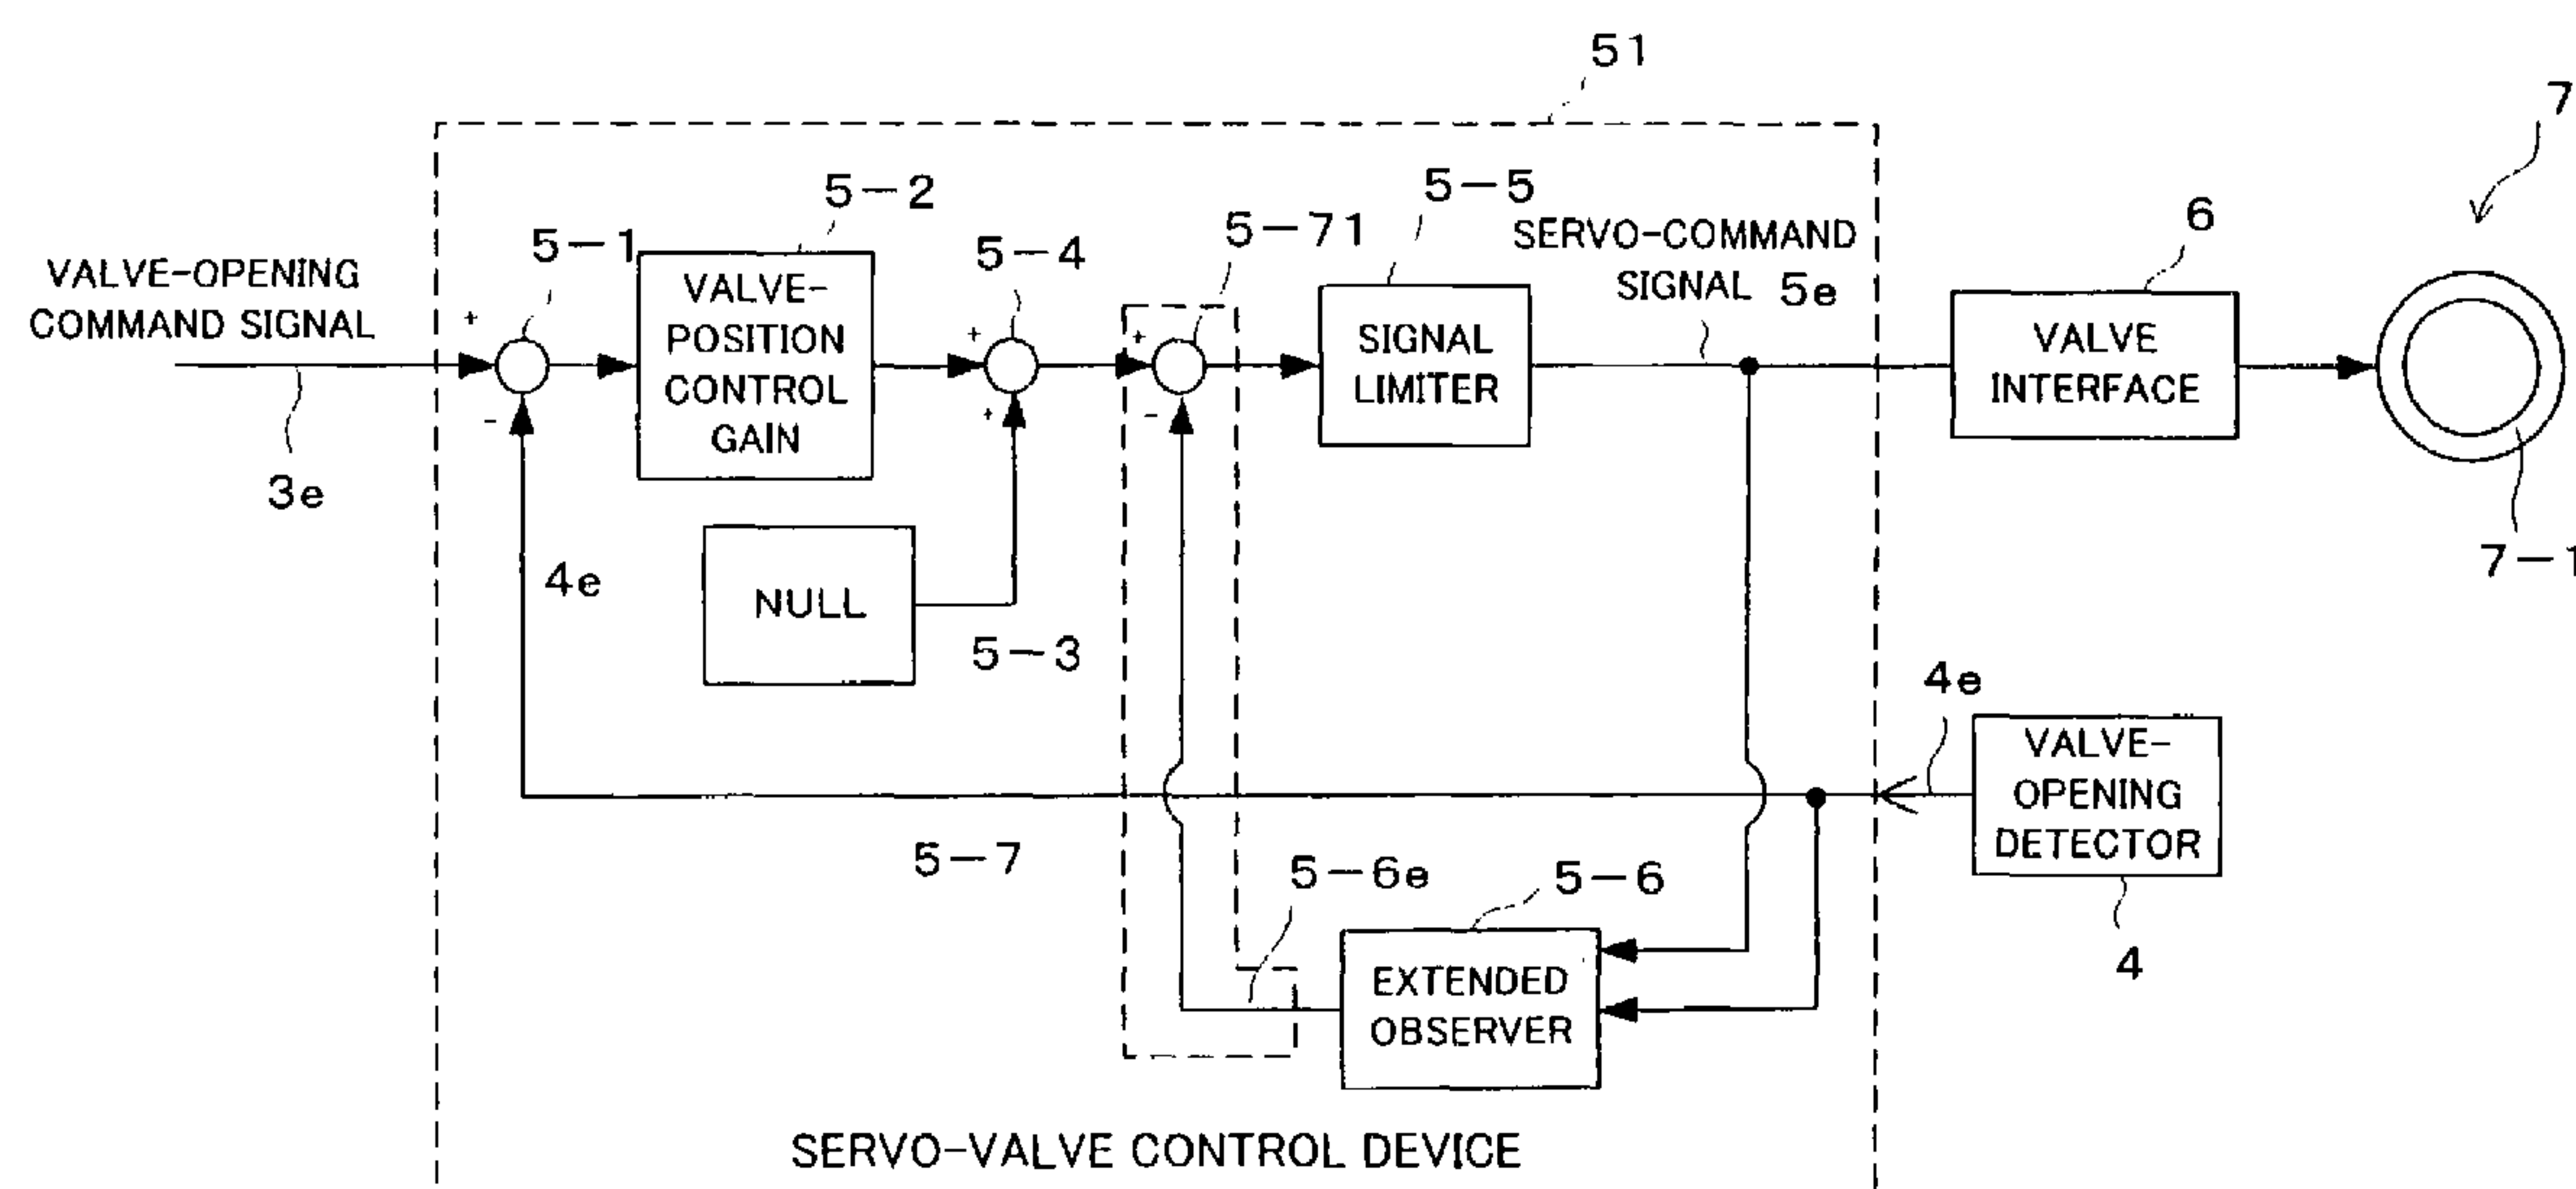 51
7
5-2
5-5
5-1
5-4
5-71
SERVO-COMMAND
SIGNAL 5e
6
VALVE-OPENING
COMMAND SIGNAL
+
-
3e
VALVE-
POSITION
CONTROL
GAIN
+
+
+
-
SIGNAL
LIMITER
VALVE
INTERFACE
7-1
4e
NULL
5-3
4e
VALVE-
OPENING
DETECTOR
4
5-7
5-6e
5-6
EXTENDED
OBSERVER
SERVO-VALVE CONTROL DEVICE